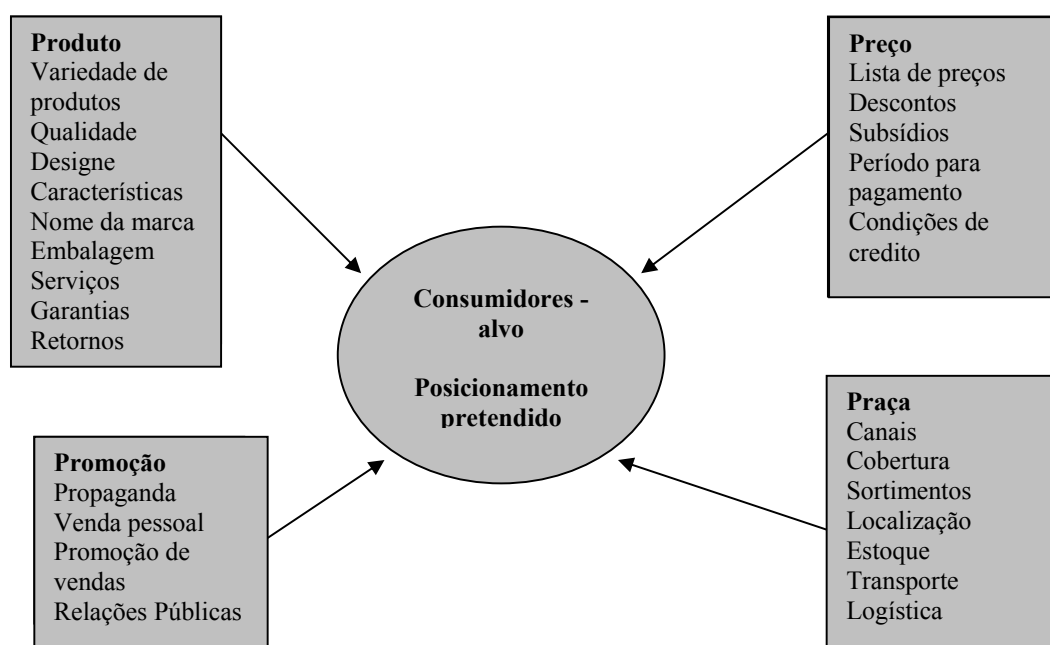 Produto
Variedade de
produtos
Qualidade
Designe
Características
Nome da marca
Embalagem
Serviços
Garantias
Retornos
Preço
Lista de preços
Descontos
Subsídios
Período para
pagamento
Condições de
credito
Consumidores -
alvo
Posicionamento
pretendido
Promoção
Propaganda
Venda pessoal
Promoção de
vendas
Relações Públicas
Praça
Canais
Cobertura
Sortimentos
Localização
Estoque
Transporte
Logística